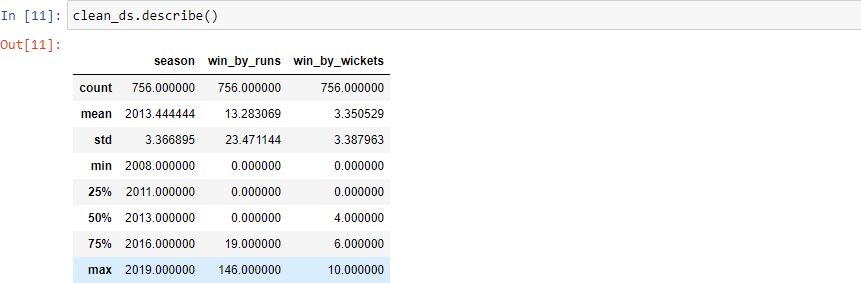 In [11]: clean_ds.describe()
Out[11]:
season win_by_runs win_by_wickets
count 756.000000 756.000000 756.000000
mean 2013.444444 13.283069 3.350529
std 3.366895 23.471144 3.387963
min 2008.000000 0.000000 0.000000
25% 2011.000000 0.000000 0.000000
50% 2013.000000 0.000000 4.000000
75% 2016.000000 19.000000 6.000000
max 2019.000000 146.000000 10.000000